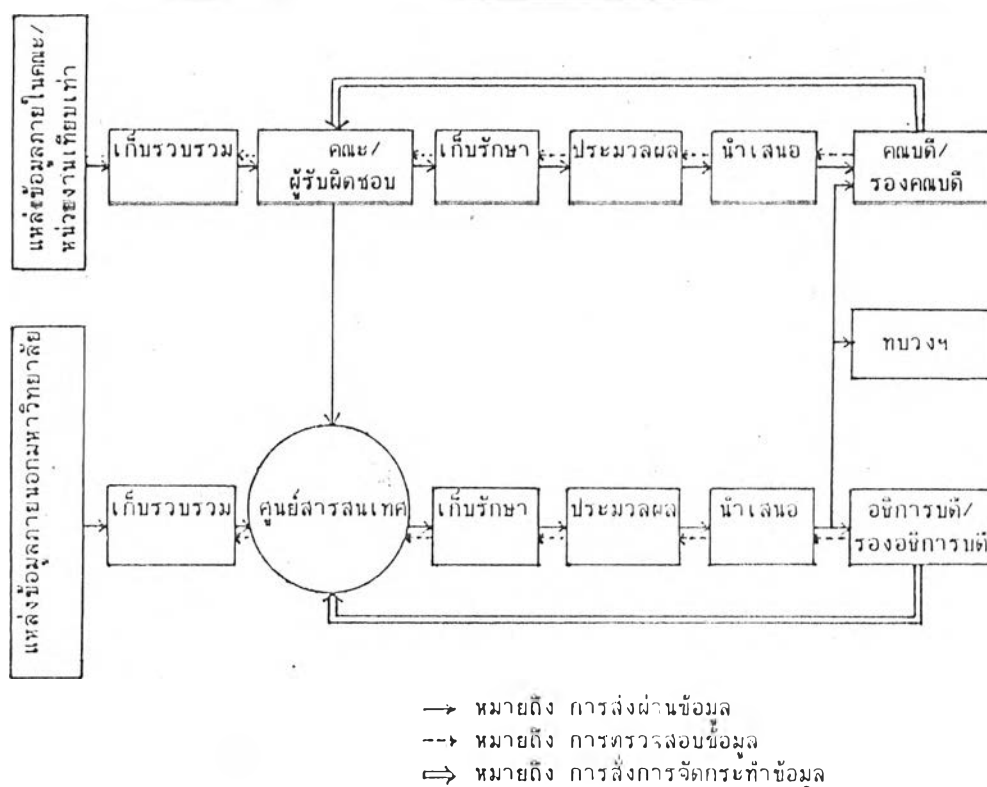 แหล่งข้อมูลภายในคณะ/
หน่วยงานเทียบเท่า
เก็บรวบรวม
คณะ/
ผู้รับผิดชอบ
เก็บรักษา
ประมวลผล
นำเสนอ
คณบดี/
รองคณบดี
ทบวงฯ
แหล่งข้อมูลภายนอกมหาวิทยาลัย
เก็บรวบรวม
ศูนย์สารสนเทศ
เก็บรักษา
ประมวลผล
นำเสนอ
อธิการบดี/
รองอธิการบดี
หมายถึง การส่งผ่านข้อมูล
หมายถึง การตรวจสอบข้อมูล
หมายถึง การสั่งการจัดกระทำข้อมูล